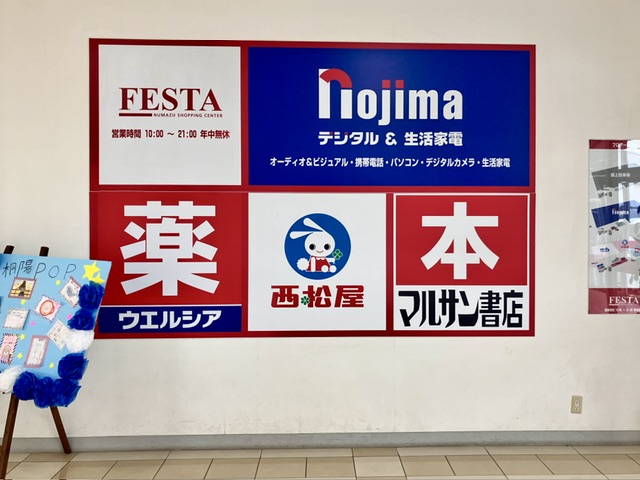 FESTA
NUMAZU SHOPPING CENTER
営業時間 10:00 ～ 21:00 年中無休
nojima
デジタル & 生活家電
オーディオ&ビジュアル・携帯電話・パソコン・デジタルカメラ・生活家電
薬
ウエルシア
西松屋
本
マルサン書店
桐陽POP
nojima
FESTA